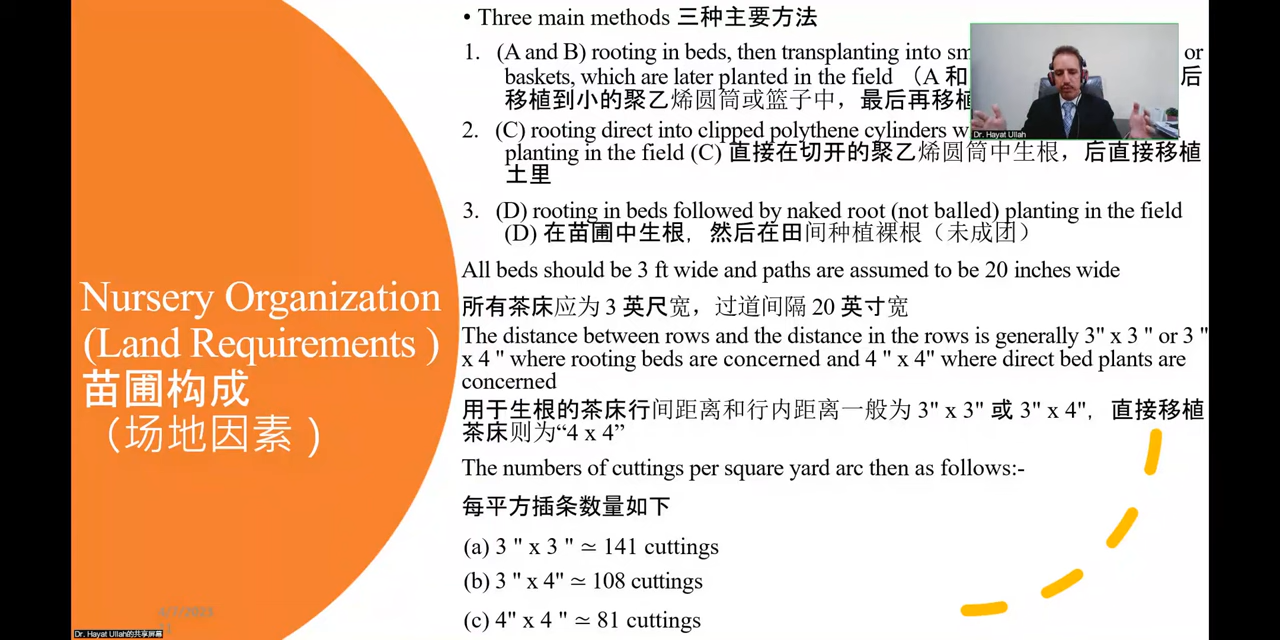 Nursery Organization
(Land Requirements )
苗圃构成
（场地因素 ）
• Three main methods 三种主要方法
1. (A and B) rooting in beds, then transplanting into or
baskets, which are later planted in the field （A 和 后
移植到小的聚乙烯圆筒或篮子中，最后再移植
2. (C) rooting direct into clipped polythene cylinders
planting in the field (C) 直接在切开的聚乙烯圆筒中生根，后直接移植
土里
3. (D) rooting in beds followed by naked root (not balled) planting in the field
(D) 在苗圃中生根，然后在田间种植裸根（未成团）
All beds should be 3 ft wide and paths are assumed to be 20 inches wide
所有茶床应为 3 英尺宽，过道间隔 20 英寸宽
The distance between rows and the distance in the rows is generally 3" x 3 " or 3 "
x 4 " where rooting beds are concerned and 4 " x 4" where direct bed plants are
concerned
用于生根的茶床行间距离和行内距离一般为 3" x 3" 或 3" x 4"，直接移植
茶床则为“4 x 4”
The numbers of cuttings per square yard arc then as follows:-
每平方插条数量如下
(a) 3 " x 3 " ≃ 141 cuttings
(b) 3 " x 4" ≃ 108 cuttings
(c) 4" x 4 " ≃ 81 cuttings
Dr. Hayat Ullah
Dr. Hayat Ullah的共享屏幕